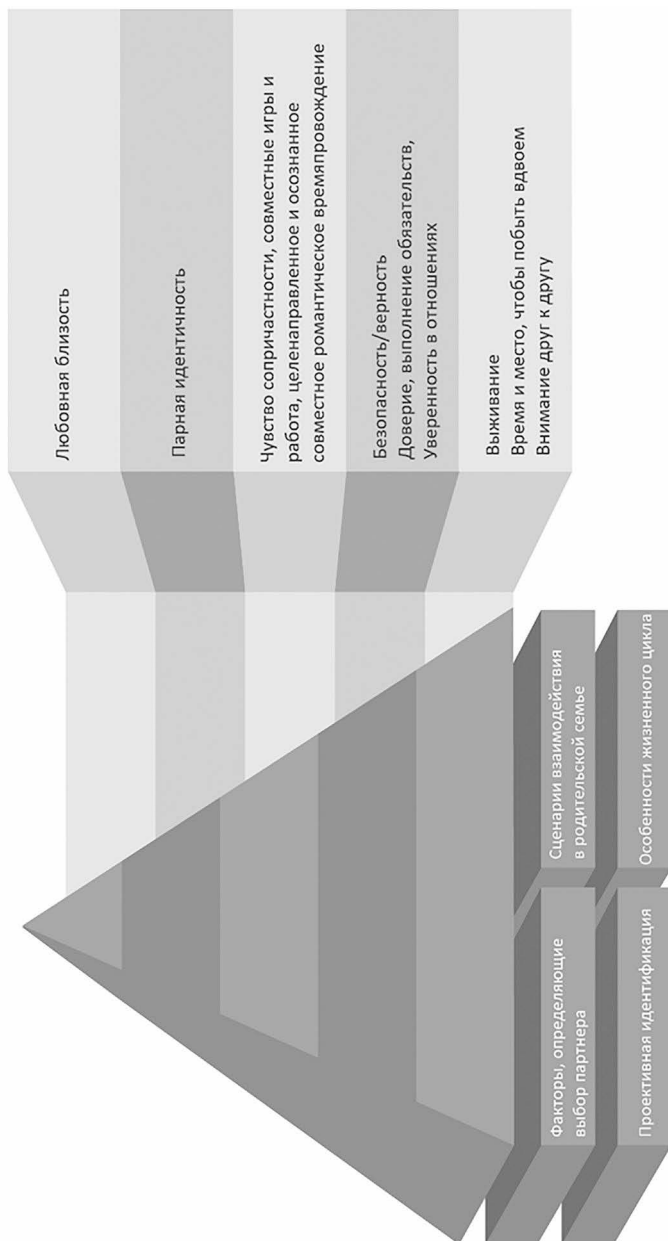 Любовная близость
Парная идентичность
Чувство сопричастности, совместные игры и
работа, целенаправленное и осознанное
совместное романтическое времяпровождение
Безопасность/верность
Доверие, выполнение обязательств,
Уверенность в отношениях
Выживание
Время и место, чтобы побыть вдвоем
Внимание друг к другу
Факторы, определяющие
выбор партнера
Сценарии взаимодействия
в родительской семье
Проективная идентификация
Особенности жизненного цикла